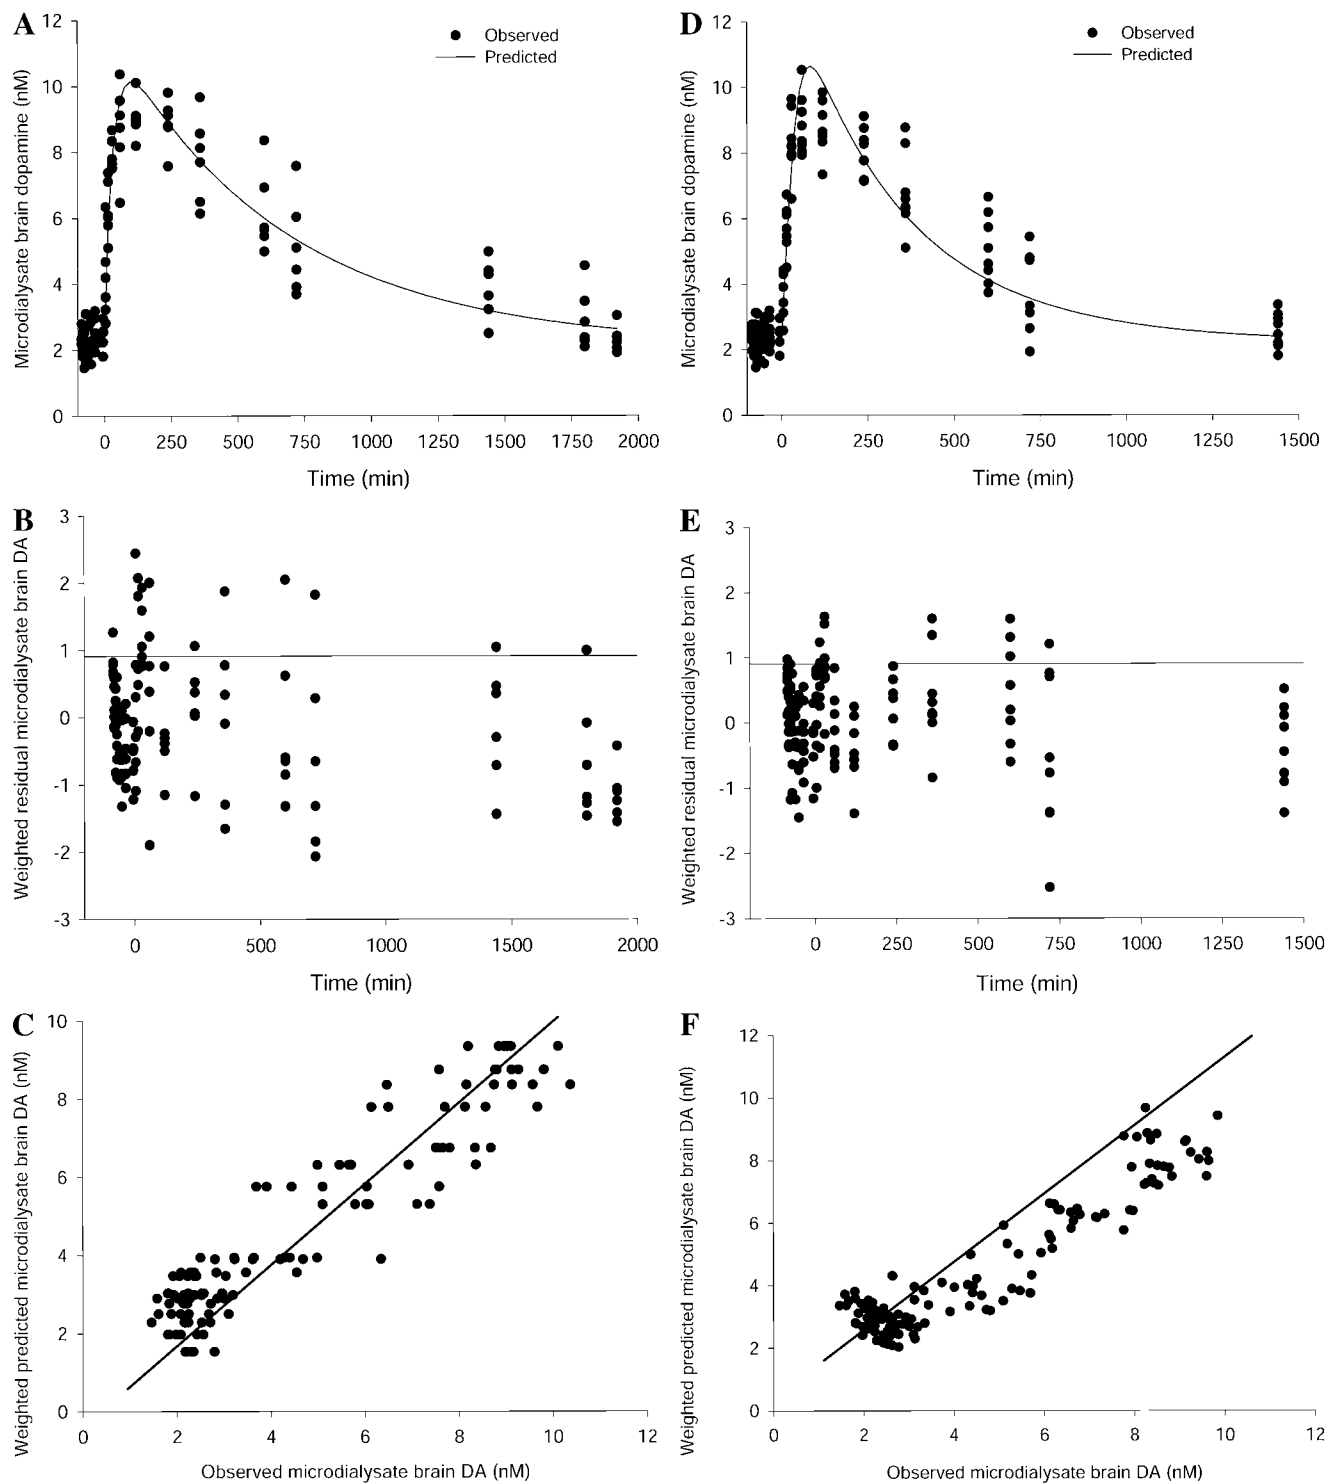 A
Microdialysate brain dopamine (nM)
12
10
8
6
4
2
0
Observed
Predicted
0 250 500 750 1000 1250 1500 1750 2000
Time (min)
D
Microdialysate brain dopamine (nM)
12
10
8
6
4
2
0
Observed
Predicted
0 250 500 750 1000 1250 1500
Time (min)
B
Weighted residual microdialysate brain DA
3
2
1
0
-1
-2
-3
0 500 1000 1500 2000
Time (min)
E
Weighted residual microdialysate brain DA
3
2
1
0
-1
-2
-3
0 250 500 750 1000 1250 1500
Time (min)
C
Weighted predicted microdialysate brain DA (nM)
10
8
6
4
2
0
0 2 4 6 8 10 12
Observed microdialysate brain DA (nM)
F
Weighted predicted microdialysate brain DA (nM)
12
10
8
6
4
2
0
0 2 4 6 8 10 12
Observed microdialysate brain DA (nM)